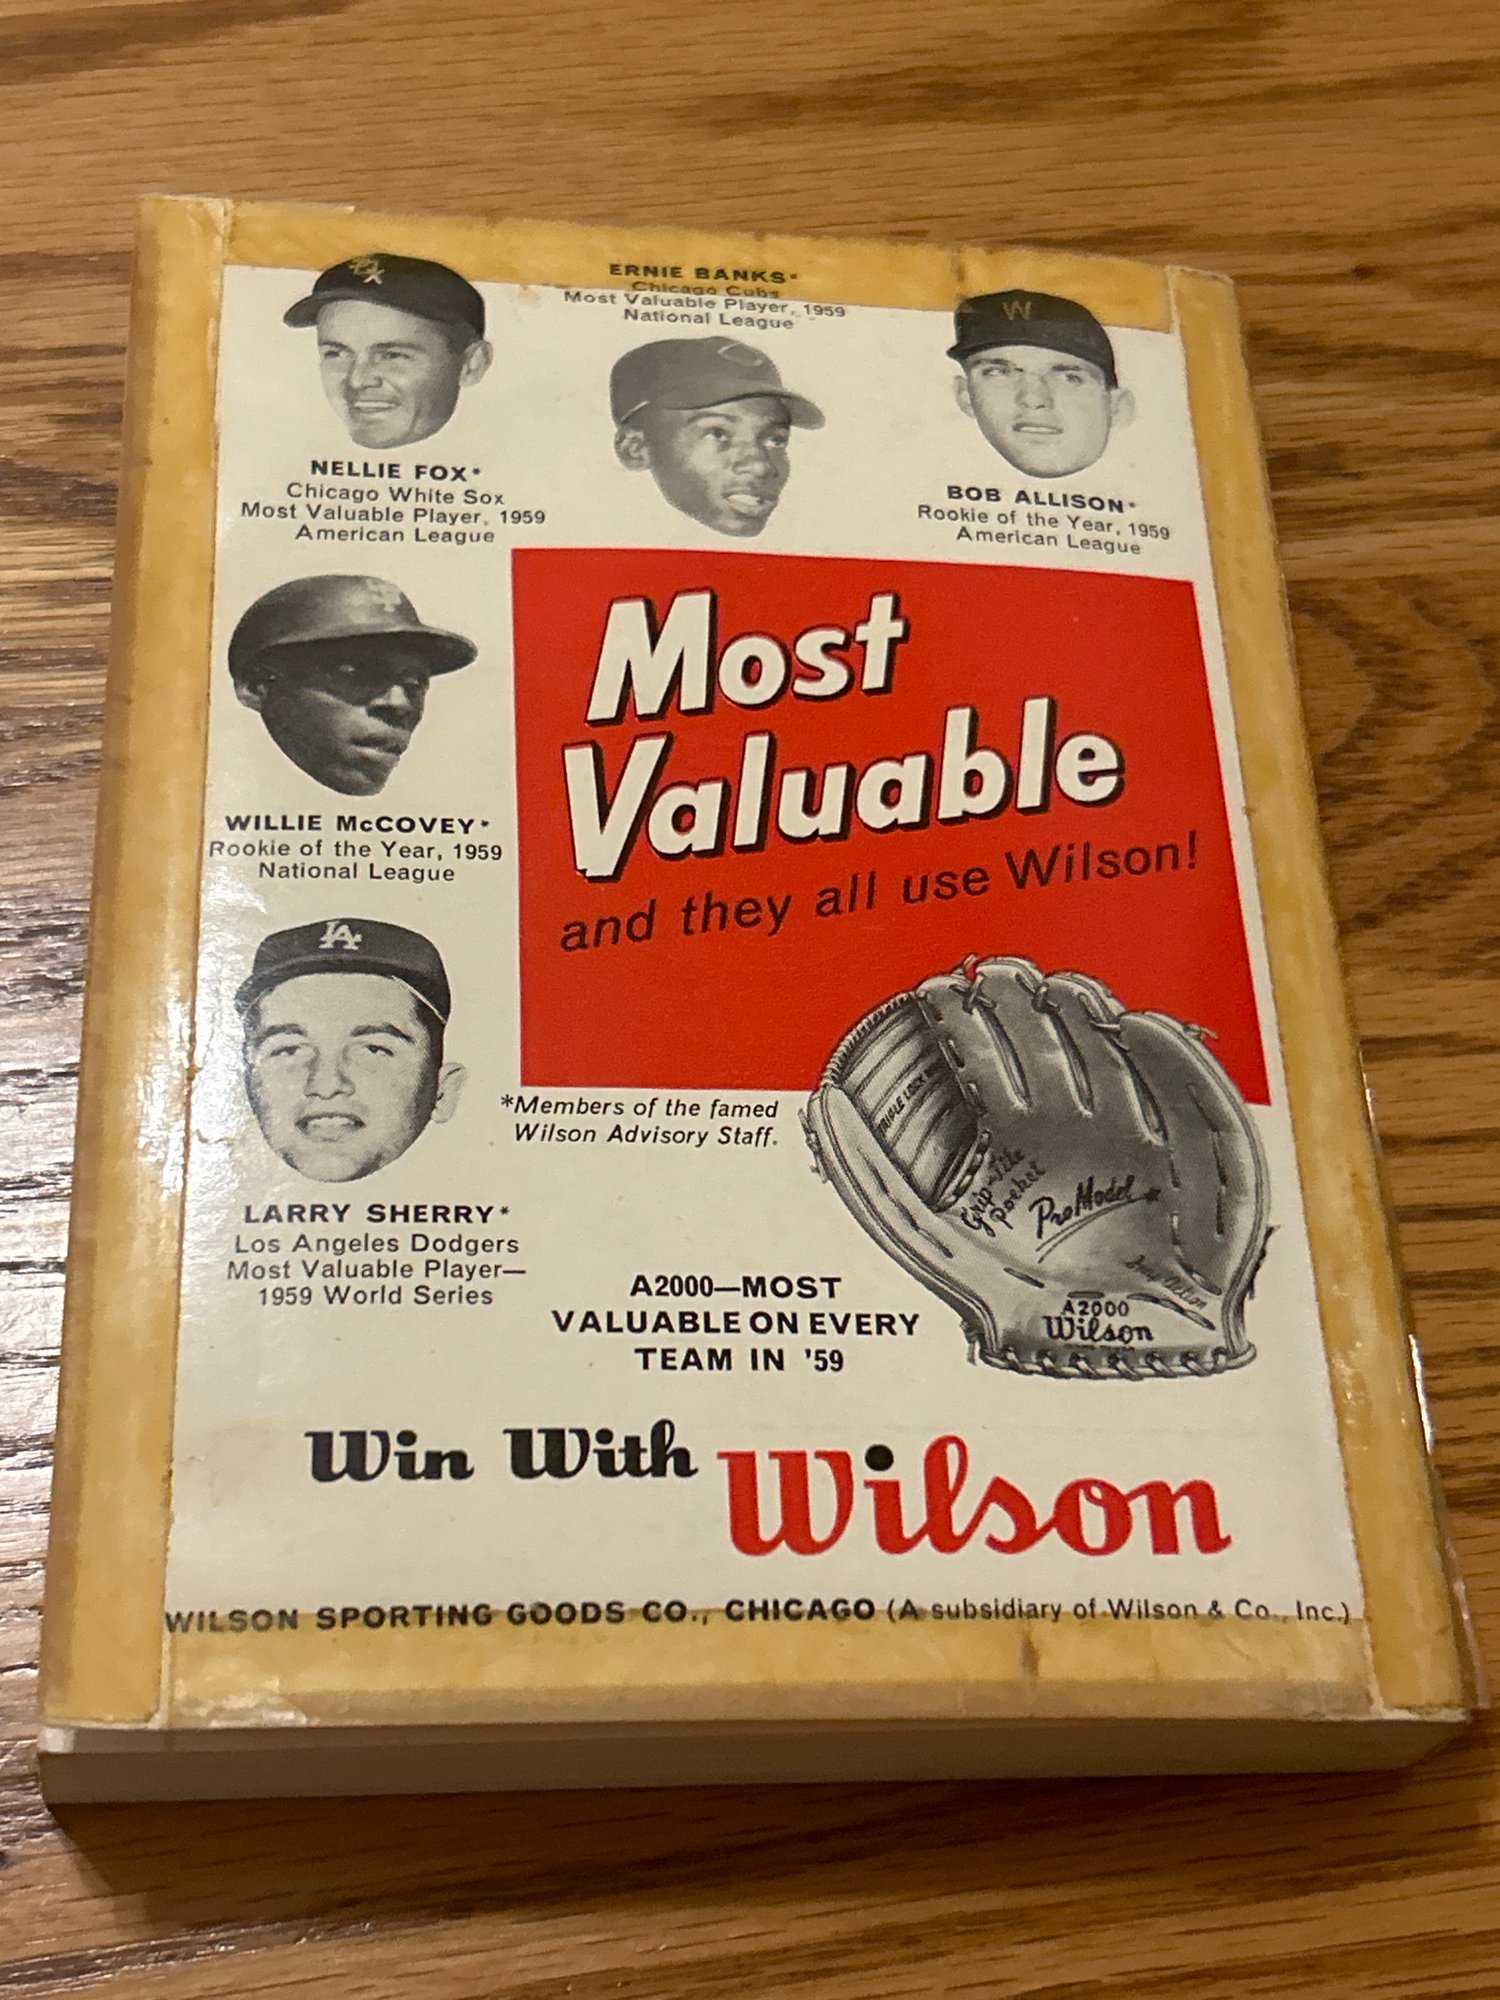 ERNIE BANKS*
Chicago Cubs
Most Valuable Player, 1959
National League
SOX
W
NELLIE FOX*
Chicago White Sox
Most Valuable Player, 1959
American League
BOB ALLISON*
Rookie of the Year, 1959
American League
Most
Valuable
and they all use Wilson!
WILLIE McCOVEY*
Rookie of the Year, 1959
National League
LA
LARRY SHERRY*
Los Angeles Dodgers
Most Valuable Player—
1959 World Series
*Members of the famed
Wilson Advisory Staff.
Grip-Tite
Pocket
Pro Model
A2000
Wilson
A2000—MOST
VALUABLE ON EVERY
TEAM IN '59
Win With Wilson
WILSON SPORTING GOODS CO., CHICAGO (A subsidiary of Wilson & Co., Inc.)